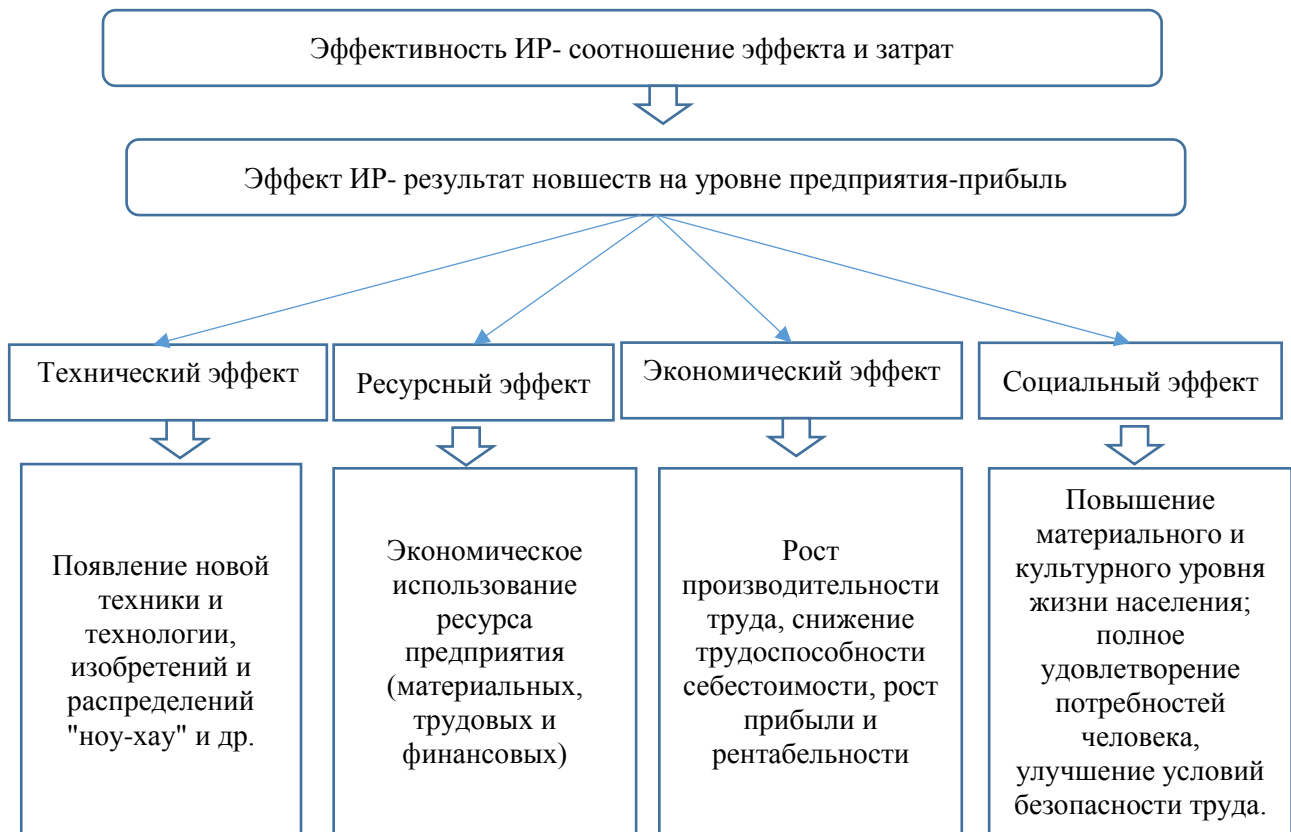 Эффективность ИР- соотношение эффекта и затрат
Эффект ИР- результат новшеств на уровне предприятия-прибыль
Технический эффект
Ресурсный эффект
Экономический эффект
Социальный эффект
Появление новой
техники и
технологии,
изобретений и
распределений
"ноу-хау" и др.
Экономическое
использование
ресурса
предприятия
(материальных,
трудовых и
финансовых)
Рост
производительности
труда, снижение
трудоспособности
себестоимости, рост
прибыли и
рентабельности
Повышение
материального и
культурного уровня
жизни населения;
полное
удовлетворение
потребностей
человека,
улучшение условий
безопасности труда.